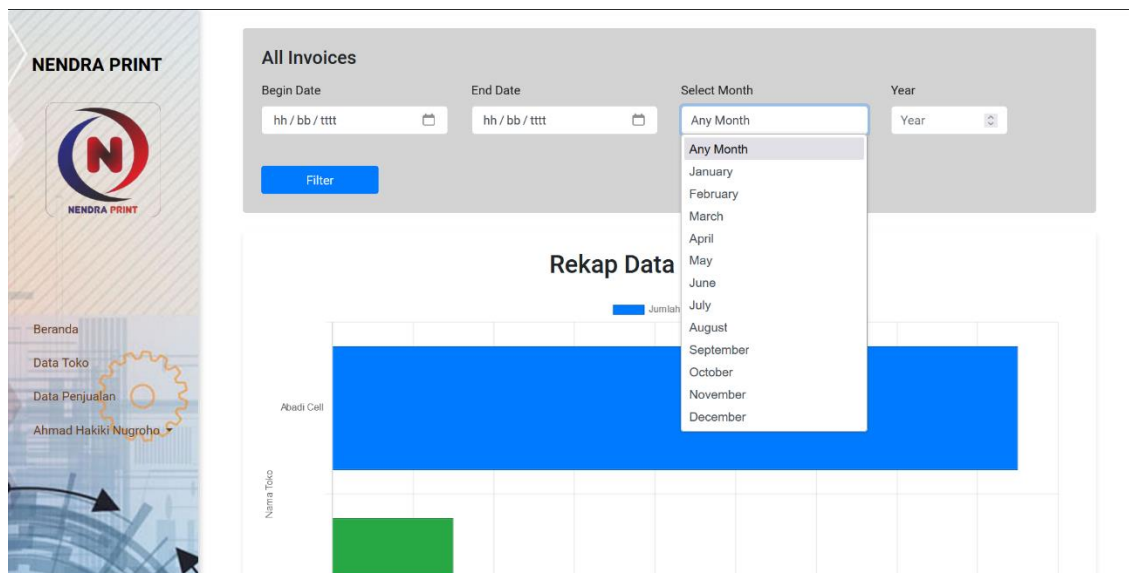 NENDRA PRINT
N
NENDRA PRINT
Beranda
Data Toko
Data Penjualan
Ahmad Hakiki Nugroho
All Invoices
Begin Date
End Date
Select Month
Year
hh / bb / tttt
hh / bb / tttt
Any Month
Year
Any Month
January
February
March
April
May
June
July
August
September
October
November
December
Filter
Rekap Data
Jumlah
Abadi Cell
Nama Toko